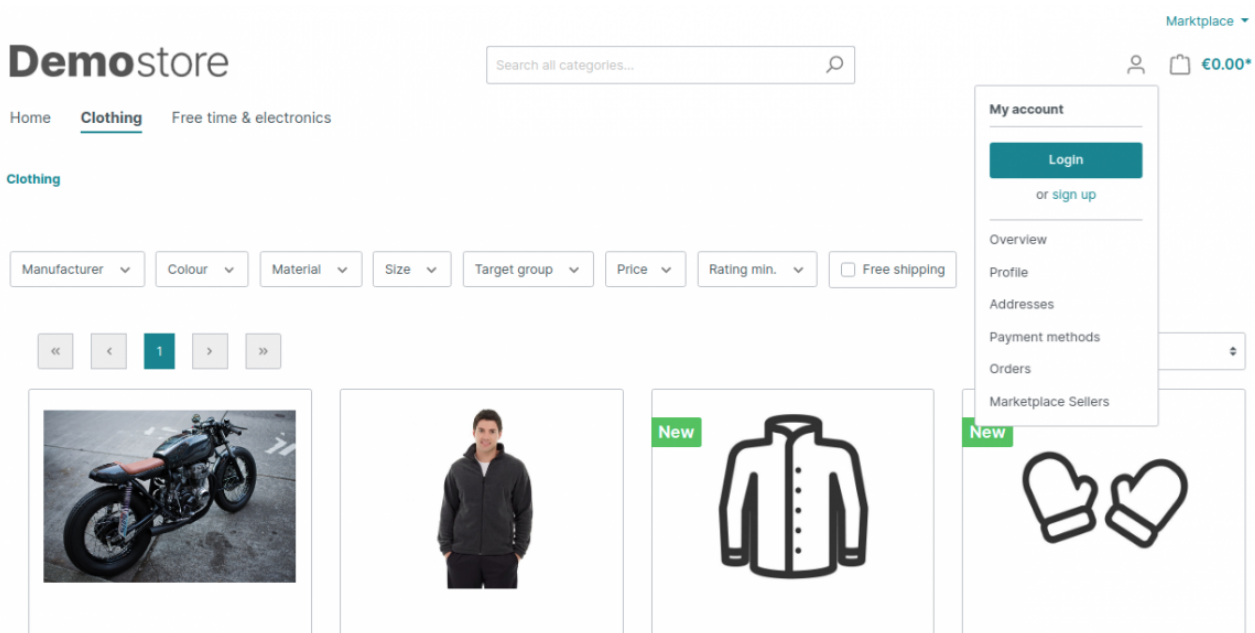 Marktplace
Demostore
Search all categories...
€0.00*
Home Clothing Free time & electronics
My account
Login
or sign up
Clothing
Overview
Manufacturer Colour Material Size Target group Price Rating min. Free shipping
Profile
Addresses
Payment methods
« ‹ 1 › »
Orders
Marketplace Sellers
New
New